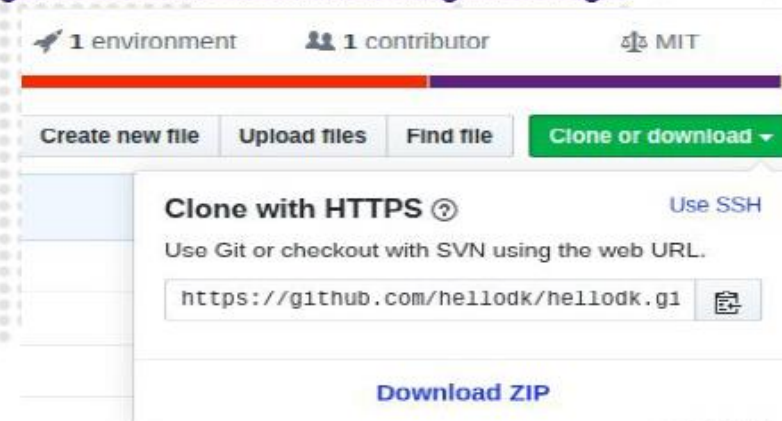 1 environment 1 contributor MIT
Create new file Upload files Find file Clone or download
Clone with HTTPS Use SSH
Use Git or checkout with SVN using the web URL.
https://github.com/hellodk/hellodk.gi
Download ZIP